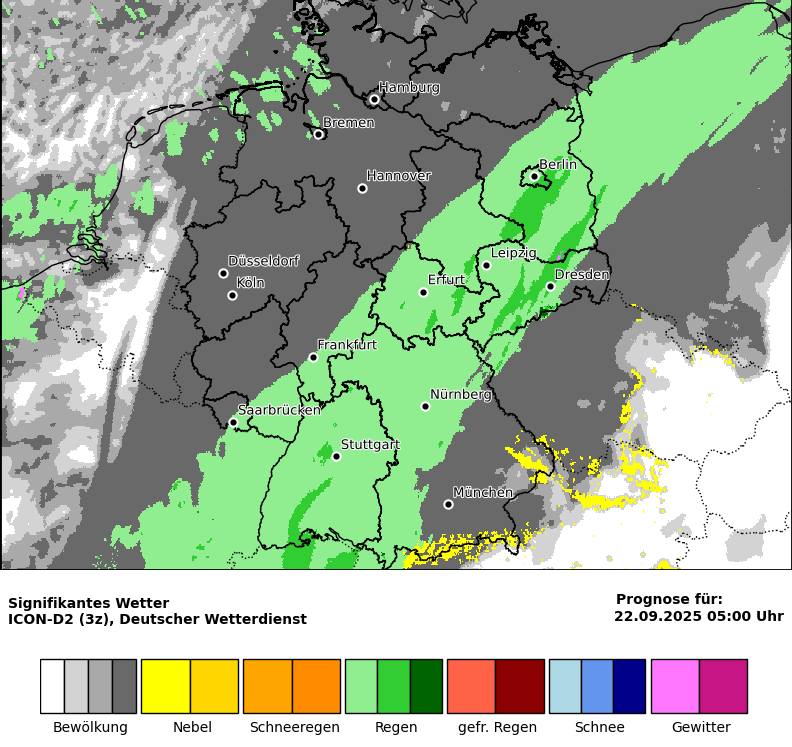 Hamburg
Bremen
Berlin
Hannover
Leipzig
Düsseldorf
Dresden
Köln
Erfurt
Frankfurt
Nürnberg
Saarbrücken
Stuttgart
München
Signifikantes Wetter
ICON-D2 (3z), Deutscher Wetterdienst
Prognose für:
22.09.2025 05:00 Uhr
Bewölkung Nebel Schneeregen Regen gefr. Regen Schnee Gewitter